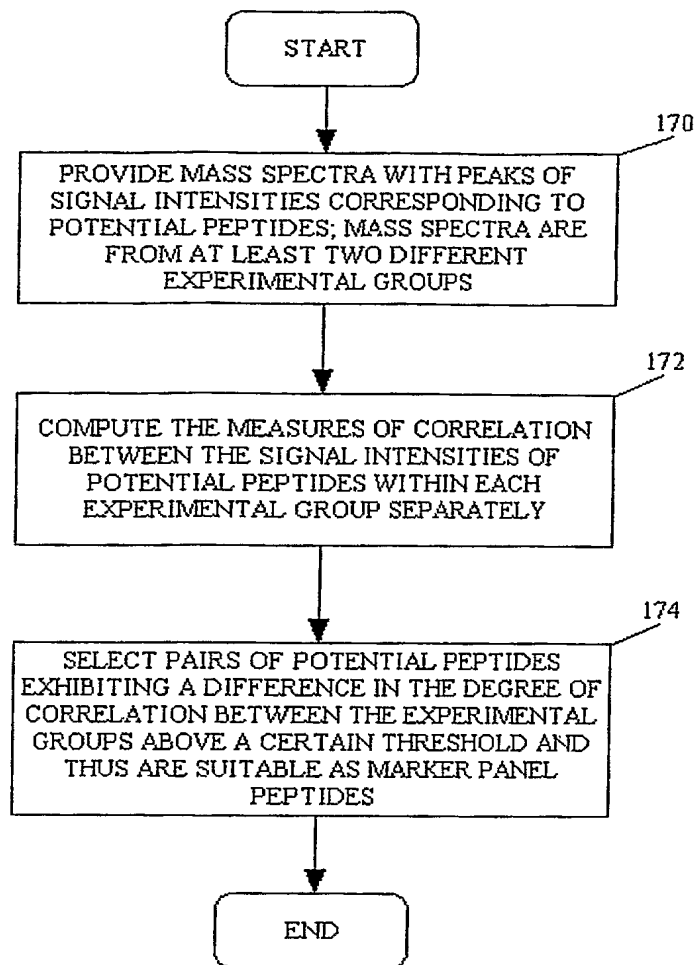 START
170
PROVIDE MASS SPECTRA WITH PEAKS OF
SIGNAL INTENSITIES CORRESPONDING TO
POTENTIAL PEPTIDES; MASS SPECTRA ARE
FROM AT LEAST TWO DIFFERENT
EXPERIMENTAL GROUPS
172
COMPUTE THE MEASURES OF CORRELATION
BETWEEN THE SIGNAL INTENSITIES OF
POTENTIAL PEPTIDES WITHIN EACH
EXPERIMENTAL GROUP SEPARATELY
174
SELECT PAIRS OF POTENTIAL PEPTIDES
EXHIBITING A DIFFERENCE IN THE DEGREE OF
CORRELATION BETWEEN THE EXPERIMENTAL
GROUPS ABOVE A CERTAIN THRESHOLD AND
THUS ARE SUITABLE AS MARKER PANEL
PEPTIDES
END